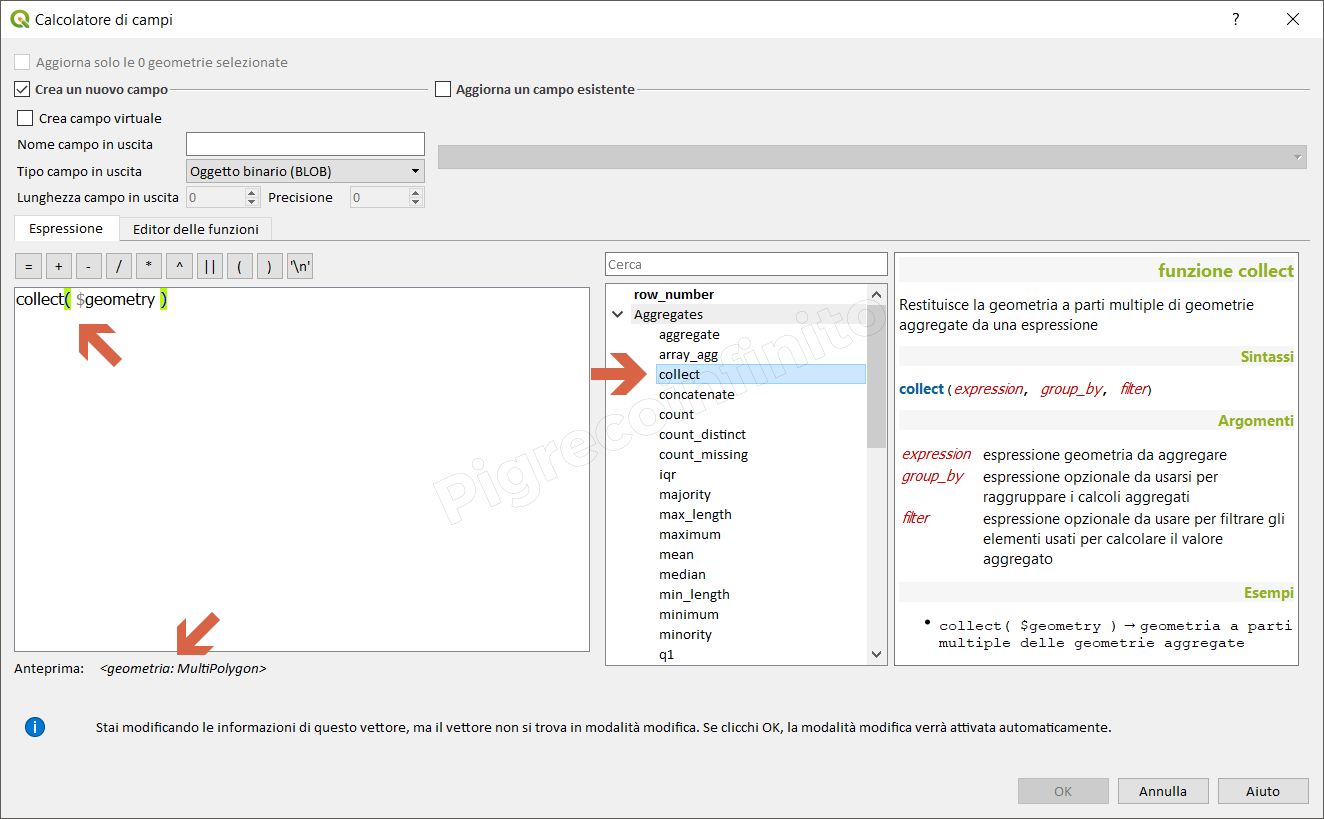 Calcolatore di campi
?
Aggiorna solo le 0 geometrie selezionate
Crea un nuovo campo
Aggiorna un campo esistente
Crea campo virtuale
Nome campo in uscita
Tipo campo in uscita
Oggetto binario (BLOB)
Lunghezza campo in uscita
0
Precisione
0
Espressione
Editor delle funzioni
= + - / * ^ || ( ) '\n'
collect( $geometry )
Anteprima: <geometria: MultiPolygon>
Cerca
row_number
Aggregates
aggregate
array_agg
collect
concatenate
count
count_distinct
count_missing
iqr
majority
max_length
maximum
mean
median
min_length
minimum
minority
q1
funzione collect
Restituisce la geometria a parti multiple di geometrie
aggregate da una espressione
Sintassi
collect (expression, group_by, filter)
Argomenti
expression espressione geometria da aggregare
group_by espressione opzionale da usarsi per
raggruppare i calcoli aggregati
filter espressione opzionale da usare per filtrare gli
elementi usati per calcolare il valore
aggregato
Esempi
• collect( $geometry ) → geometria a parti
multiple delle geometrie aggregate
Pigrecoinfinito
i
Stai modificando le informazioni di questo vettore, ma il vettore non si trova in modalità modifica. Se clicchi OK, la modalità modifica verrà attivata automaticamente.
OK
Annulla
Aiuto